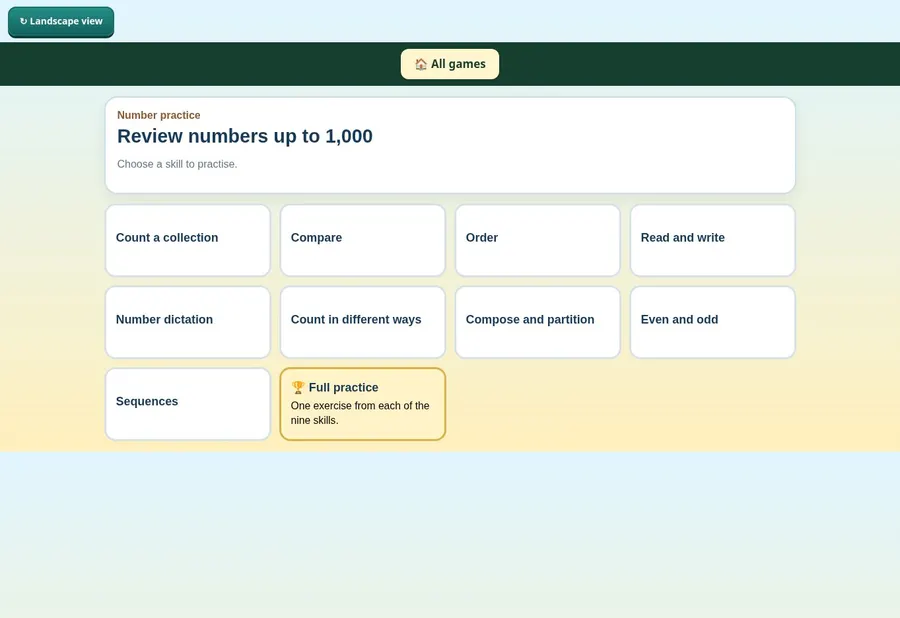 ↻ Landscape view
🏠 All games
Number practice
Review numbers up to 1,000
Choose a skill to practise.
Count a collection
Compare
Order
Read and write
Number dictation
Count in different ways
Compose and partition
Even and odd
Sequences
🏆 Full practice
One exercise from each of the
nine skills.